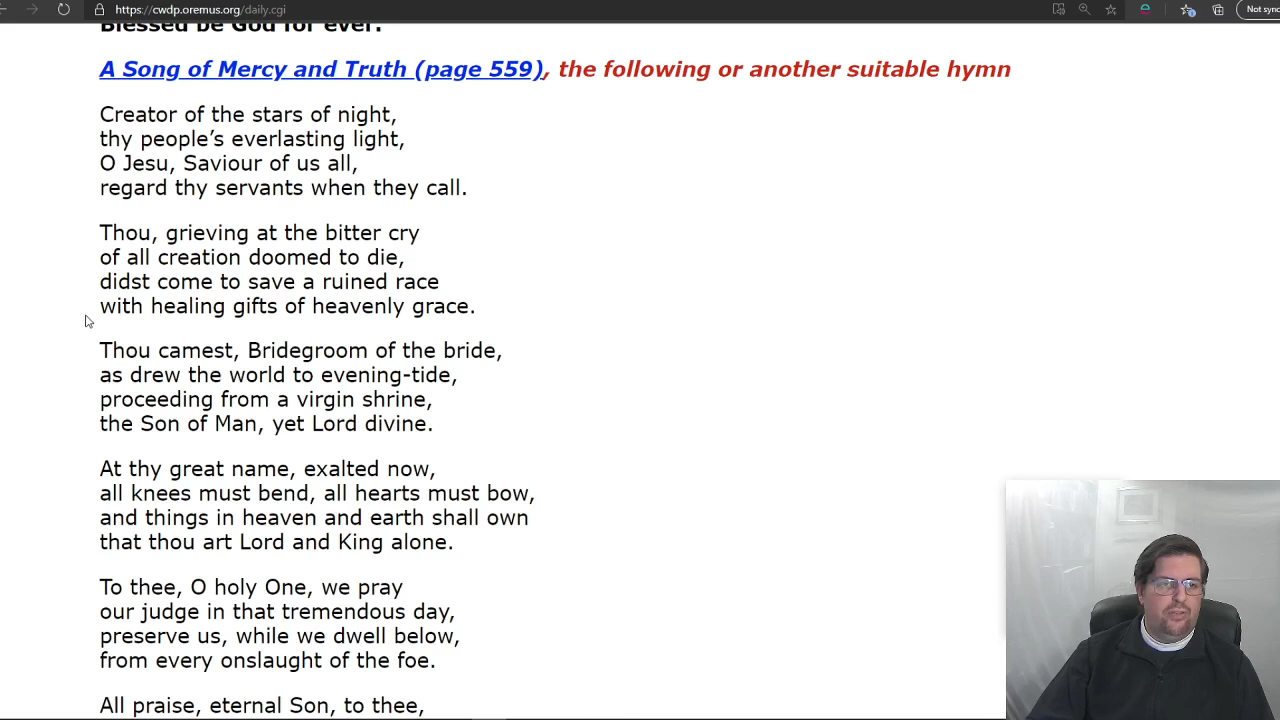 https://cwdp.oremus.org/daily.cgi
Not sync
Blessed be God for ever.
A Song of Mercy and Truth (page 559), the following or another suitable hymn
Creator of the stars of night,
thy people’s everlasting light,
O Jesu, Saviour of us all,
regard thy servants when they call.
Thou, grieving at the bitter cry
of all creation doomed to die,
didst come to save a ruined race
with healing gifts of heavenly grace.
Thou camest, Bridegroom of the bride,
as drew the world to evening-tide,
proceeding from a virgin shrine,
the Son of Man, yet Lord divine.
At thy great name, exalted now,
all knees must bend, all hearts must bow,
and things in heaven and earth shall own
that thou art Lord and King alone.
To thee, O holy One, we pray
our judge in that tremendous day,
preserve us, while we dwell below,
from every onslaught of the foe.
All praise, eternal Son, to thee,